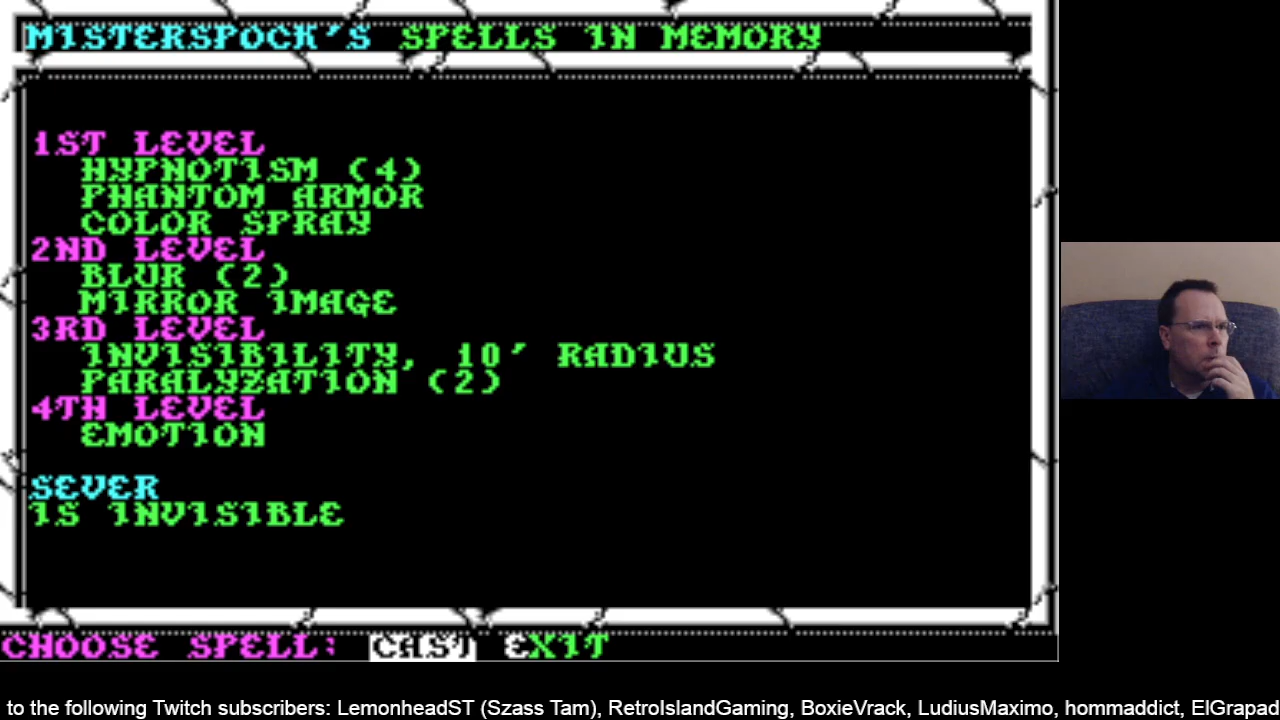 MISTERSPOCK'S SPELLS IN MEMORY
1ST LEVEL
HYPNOTISM (4)
PHANTOM ARMOR
COLOR SPRAY
2ND LEVEL
BLUR (2)
MIRROR IMAGE
3RD LEVEL
INVISIBILITY, 10' RADIUS
PARALYZATION (2)
4TH LEVEL
EMOTION
SEVER
IS INVISIBLE
CHOOSE SPELL: CAST EXIT
to the following Twitch subscribers: LemonheadST (Szass Tam), RetroIslandGaming, BoxieVrack, LudiusMaximo, hommaddict, ElGrapad